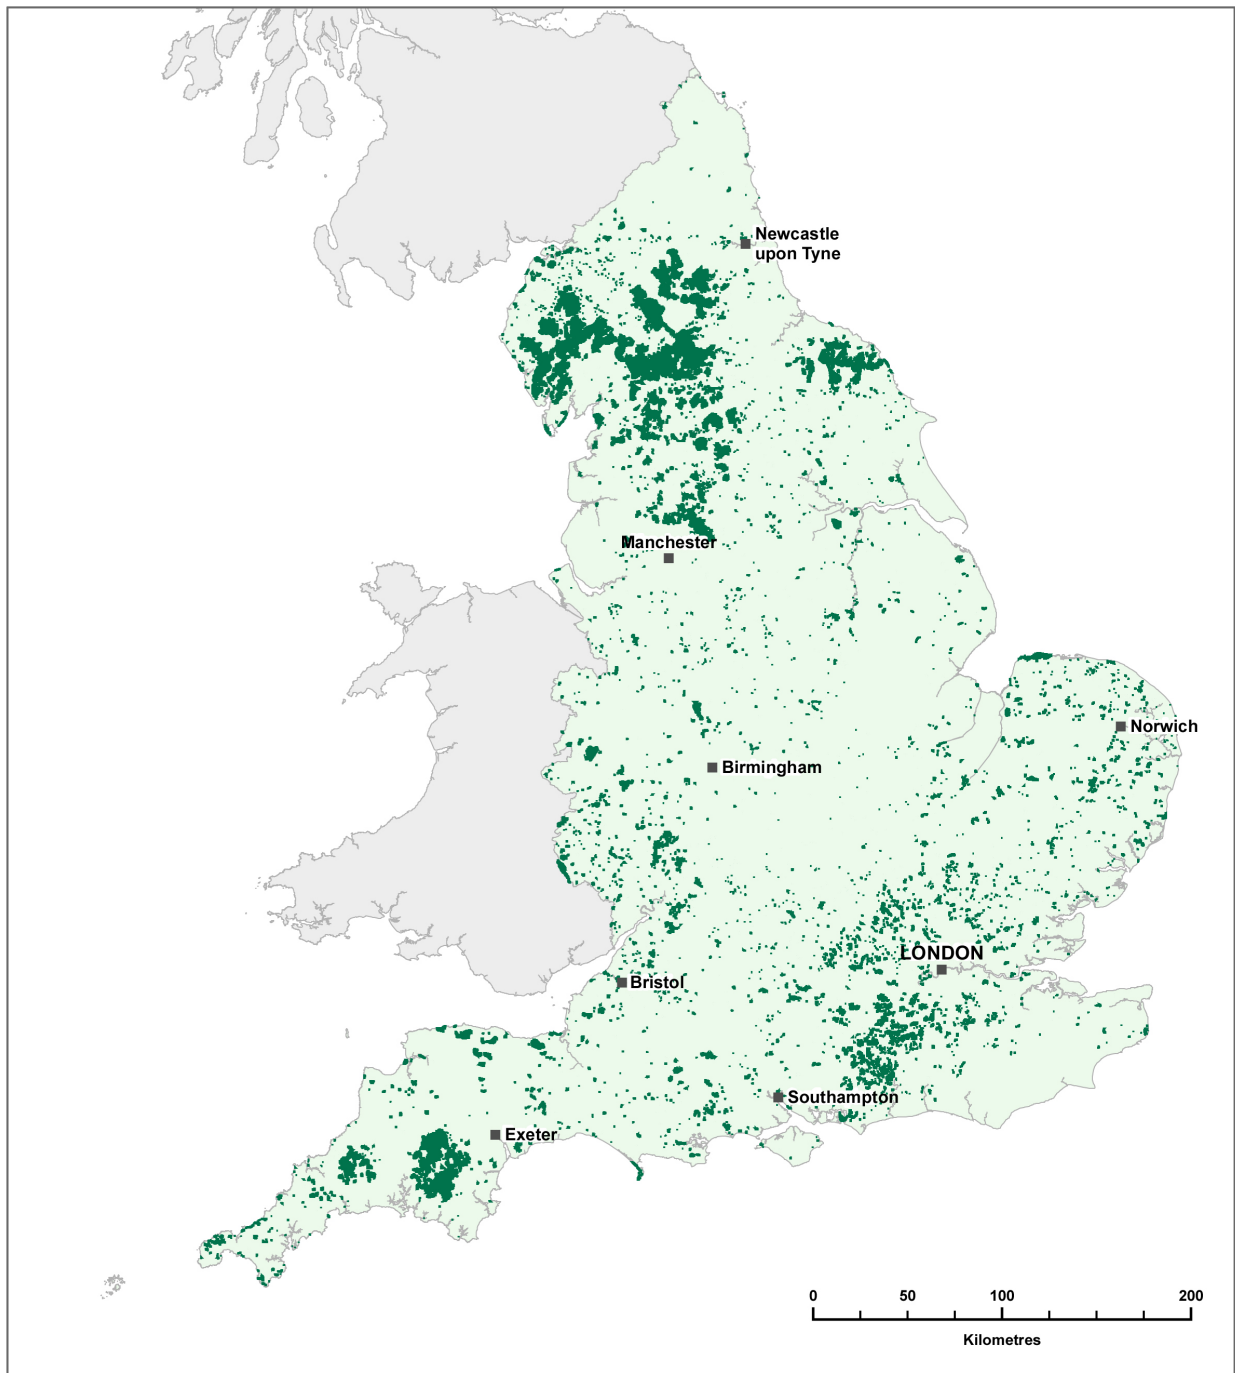 Newcastle
upon Tyne
Manchester
Norwich
Birmingham
LONDON
Bristol
Southampton
Exeter
0 50 100 200
Kilometres